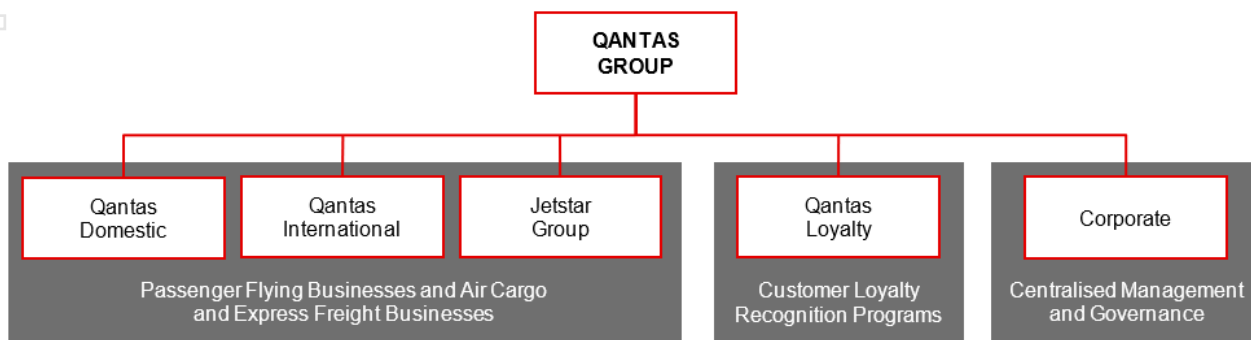 QANTAS
GROUP
Qantas
Domestic
Qantas
International
Jetstar
Group
Qantas
Loyalty
Corporate
Passenger Flying Businesses and Air Cargo
and Express Freight Businesses
Customer Loyalty
Recognition Programs
Centralised Management
and Governance